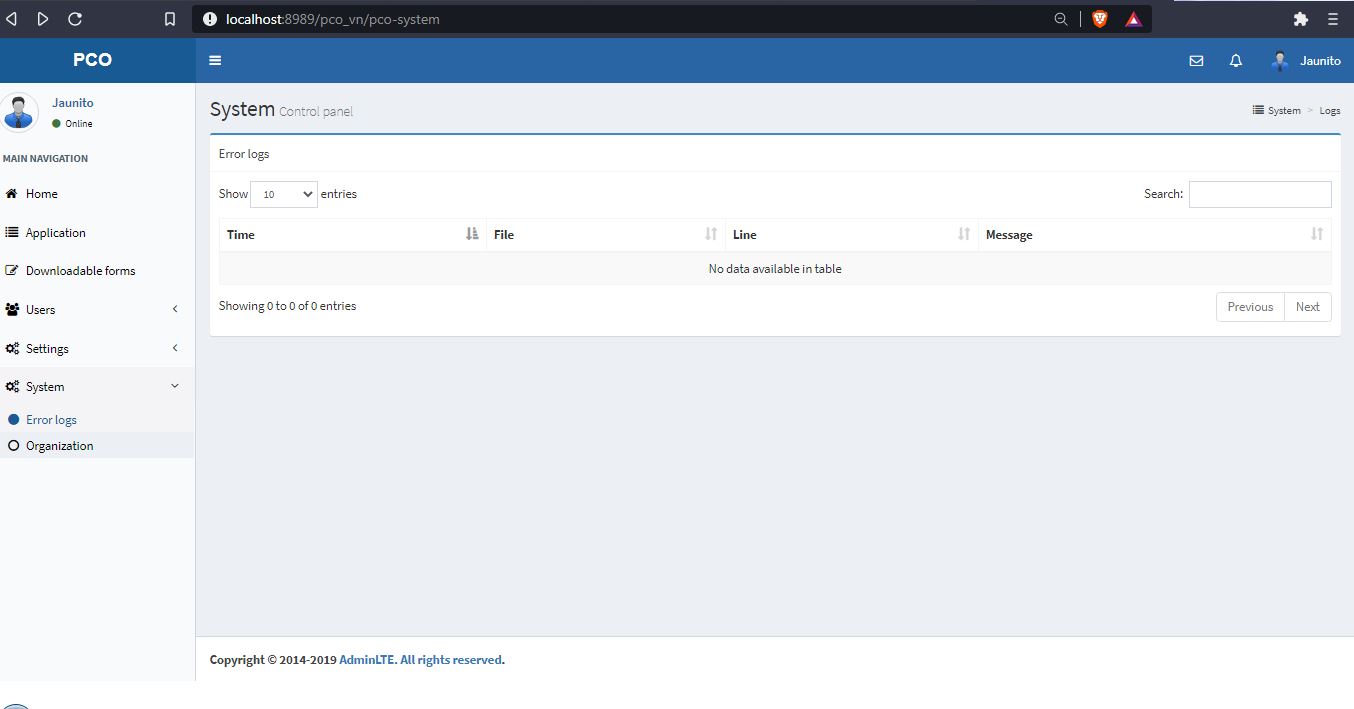 localhost:8989/pco_vn/pco-system
PCO
Jaunito
Jaunito
Online
MAIN NAVIGATION
Home
Application
Downloadable forms
Users
Settings
System
Error logs
Organization
System Control panel
System > Logs
Error logs
Show 10 entries
Search:
Time File Line Message
No data available in table
Showing 0 to 0 of 0 entries
Previous Next
Copyright © 2014-2019 AdminLTE. All rights reserved.